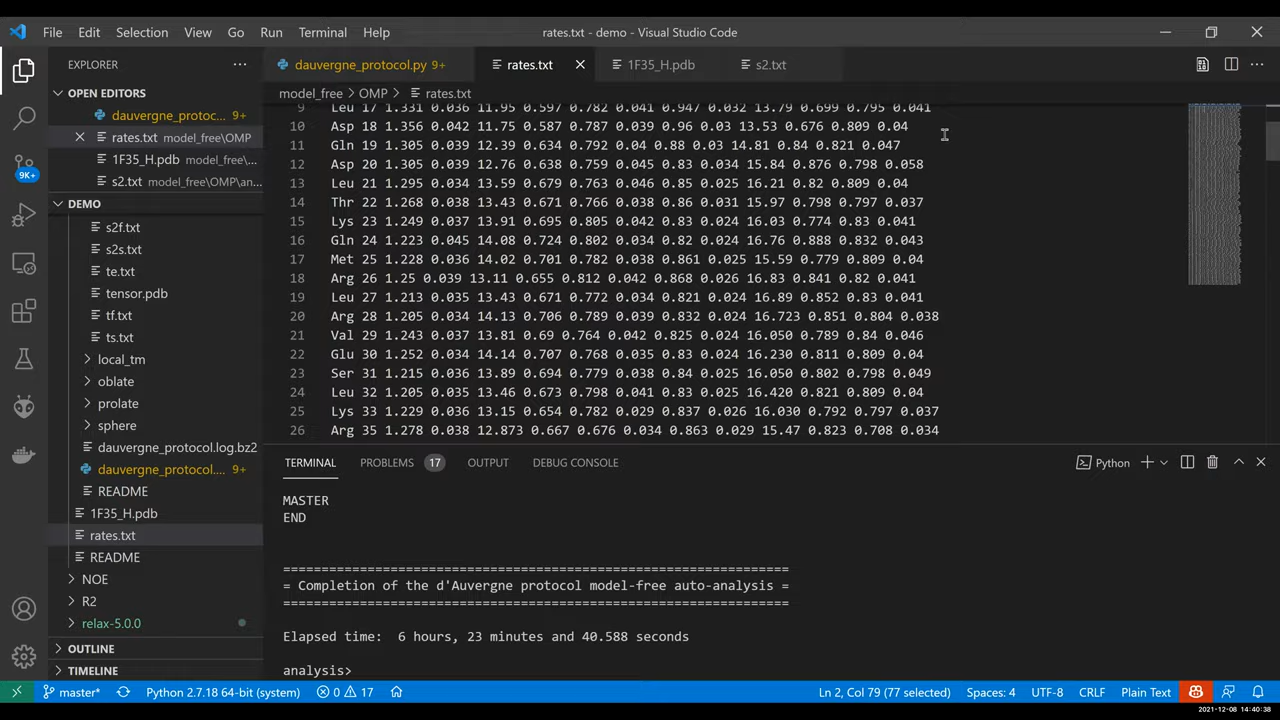 File Edit Selection View Go Run Terminal Help rates.txt - demo - Visual Studio Code
EXPLORER ...
dauvergne_protocol.py 9+ rates.txt 1F35_H.pdb s2.txt
model_free > OMP > rates.txt
OPEN EDITORS
dauvergne_protocol.... 9+
rates.txt model_free\OMP
1F35_H.pdb model_free\...
s2.txt model_free\OMP\an...
9K+
DEMO
s2f.txt
s2s.txt
te.txt
tensor.pdb
tf.txt
ts.txt
local_tm
oblate
prolate
sphere
dauvergne_protocol.log.bz2
dauvergne_protocol.... 9+
README
1F35_H.pdb
rates.txt
README
NOE
R2
relax-5.0.0
OUTLINE
TIMELINE
9 Leu 17 1.331 0.036 11.95 0.597 0.782 0.041 0.947 0.032 13.79 0.699 0.795 0.041
10 Asp 18 1.356 0.042 11.75 0.587 0.787 0.039 0.96 0.03 13.53 0.676 0.809 0.04
11 Gln 19 1.305 0.039 12.39 0.634 0.792 0.04 0.88 0.03 14.81 0.84 0.821 0.047
12 Asp 20 1.305 0.039 12.76 0.638 0.759 0.045 0.83 0.034 15.84 0.876 0.798 0.058
13 Leu 21 1.295 0.034 13.59 0.679 0.763 0.046 0.85 0.025 16.21 0.82 0.809 0.04
14 Thr 22 1.268 0.038 13.43 0.671 0.766 0.038 0.86 0.031 15.97 0.798 0.797 0.037
15 Lys 23 1.249 0.037 13.91 0.695 0.805 0.042 0.83 0.024 16.03 0.774 0.83 0.041
16 Gln 24 1.223 0.045 14.08 0.724 0.802 0.034 0.82 0.024 16.76 0.888 0.832 0.043
17 Met 25 1.228 0.036 14.02 0.701 0.782 0.038 0.861 0.025 15.59 0.779 0.809 0.04
18 Arg 26 1.25 0.039 13.11 0.655 0.812 0.042 0.868 0.026 16.83 0.841 0.82 0.041
19 Leu 27 1.213 0.035 13.43 0.671 0.772 0.034 0.821 0.024 16.89 0.852 0.83 0.041
20 Arg 28 1.205 0.034 14.13 0.706 0.789 0.039 0.832 0.024 16.723 0.851 0.804 0.038
21 Val 29 1.243 0.037 13.81 0.69 0.764 0.042 0.825 0.024 16.050 0.789 0.84 0.046
22 Glu 30 1.252 0.034 14.14 0.707 0.768 0.035 0.83 0.024 16.230 0.811 0.809 0.04
23 Ser 31 1.215 0.036 13.89 0.694 0.779 0.038 0.84 0.025 16.050 0.802 0.798 0.049
24 Leu 32 1.205 0.035 13.46 0.673 0.798 0.041 0.83 0.025 16.420 0.821 0.809 0.04
25 Lys 33 1.229 0.036 13.15 0.654 0.782 0.029 0.837 0.026 16.030 0.792 0.797 0.037
26 Arg 35 1.278 0.038 12.873 0.667 0.676 0.034 0.863 0.029 15.47 0.823 0.708 0.034
TERMINAL PROBLEMS 17 OUTPUT DEBUG CONSOLE Python
MASTER
END
===================================================================
= Completion of the d'Auvergne protocol model-free auto-analysis =
===================================================================
Elapsed time: 6 hours, 23 minutes and 40.588 seconds
analysis>
master* Python 2.7.18 64-bit (system) 0 17 Ln 2, Col 79 (77 selected) Spaces: 4 UTF-8 CRLF Plain Text
2021-12-08 14:40:38